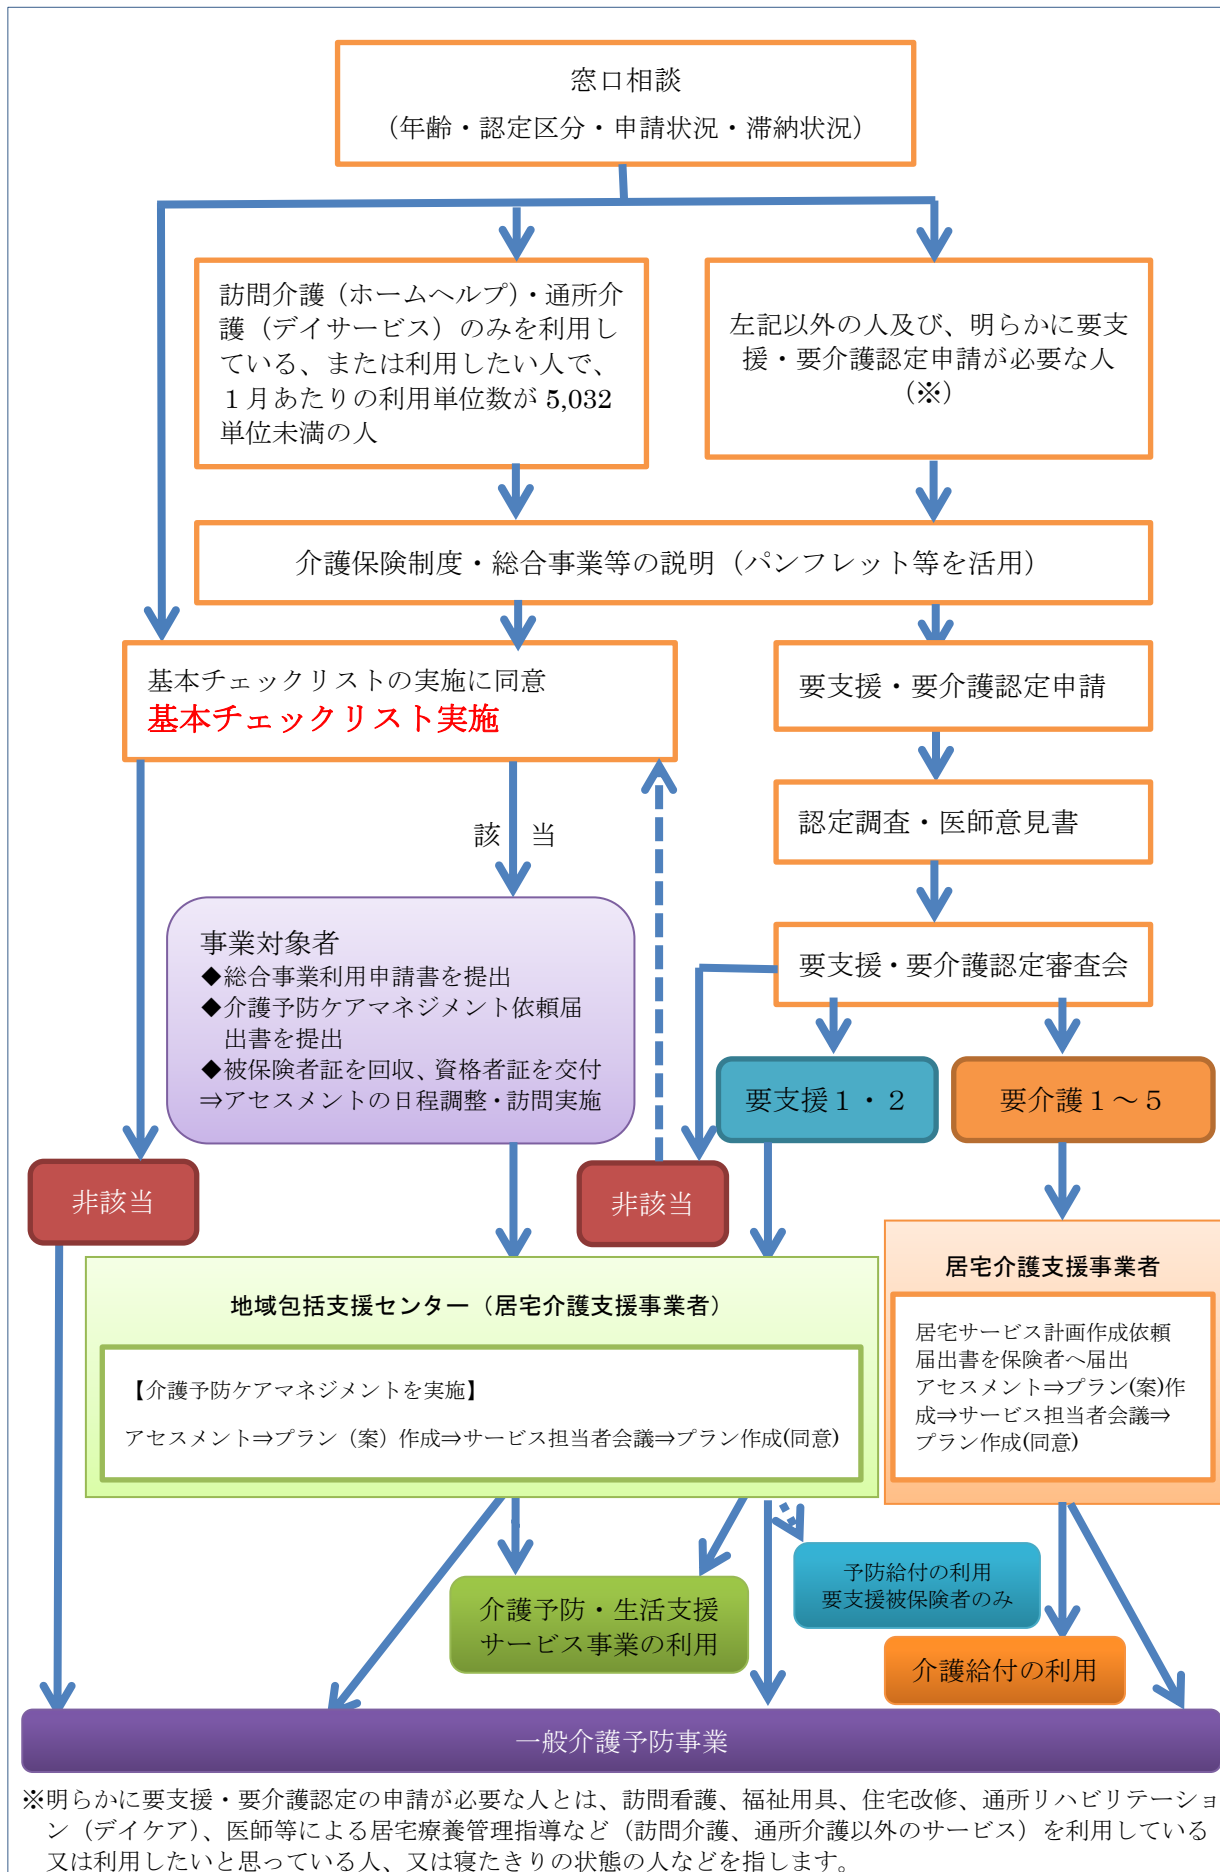 窓口相談
（年齢・認定区分・申請状況・滞納状況）
訪問介護（ホームヘルプ）・通所介
護（デイサービス）のみを利用し
ている、または利用したい人で、
１月あたりの利用単位数が 5,032
単位未満の人
左記以外の人及び、明らかに要支
援・要介護認定申請が必要な人
（※）
介護保険制度・総合事業等の説明（パンフレット等を活用）
基本チェックリストの実施に同意
基本チェックリスト実施
要支援・要介護認定申請
認定調査・医師意見書
該　当
事業対象者
◆総合事業利用申請書を提出
◆介護予防ケアマネジメント依頼届
出書を提出
◆被保険者証を回収、資格者証を交付
⇒アセスメントの日程調整・訪問実施
要支援・要介護認定審査会
要支援１・２
要介護１～５
非該当
非該当
地域包括支援センター（居宅介護支援事業者）
【介護予防ケアマネジメントを実施】
アセスメント⇒プラン（案）作成⇒サービス担当者会議⇒プラン作成(同意)
居宅介護支援事業者
居宅サービス計画作成依頼
届出書を保険者へ届出
アセスメント⇒プラン(案)作
成⇒サービス担当者会議⇒
プラン作成(同意)
介護予防・生活支援
サービス事業の利用
予防給付の利用
要支援被保険者のみ
介護給付の利用
一般介護予防事業
※明らかに要支援・要介護認定の申請が必要な人とは、訪問看護、福祉用具、住宅改修、通所リハビリテーショ
ン（デイケア）、医師等による居宅療養管理指導など（訪問介護、通所介護以外のサービス）を利用している
又は利用したいと思っている人、又は寝たきりの状態の人などを指します。